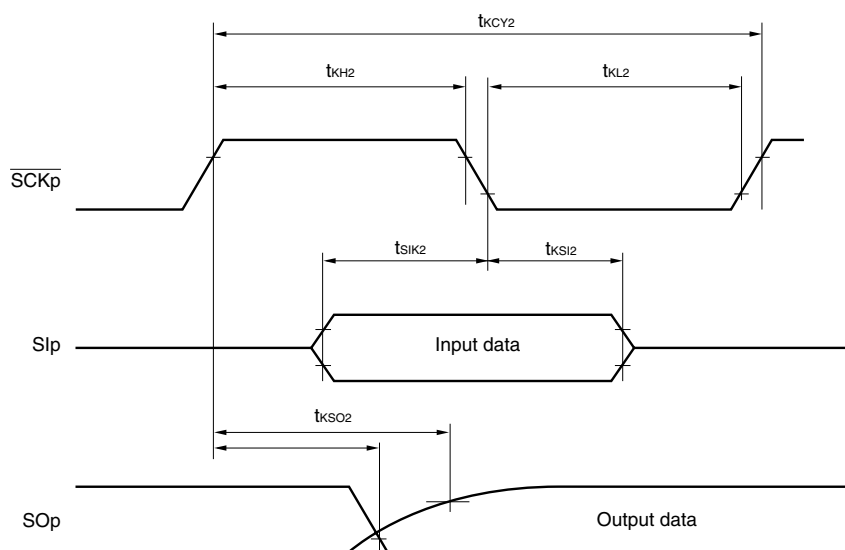 tKCY2
tKH2
tKL2
SCKp
tSIK2
tKSI2
SIp
Input data
tKSO2
SOp
Output data